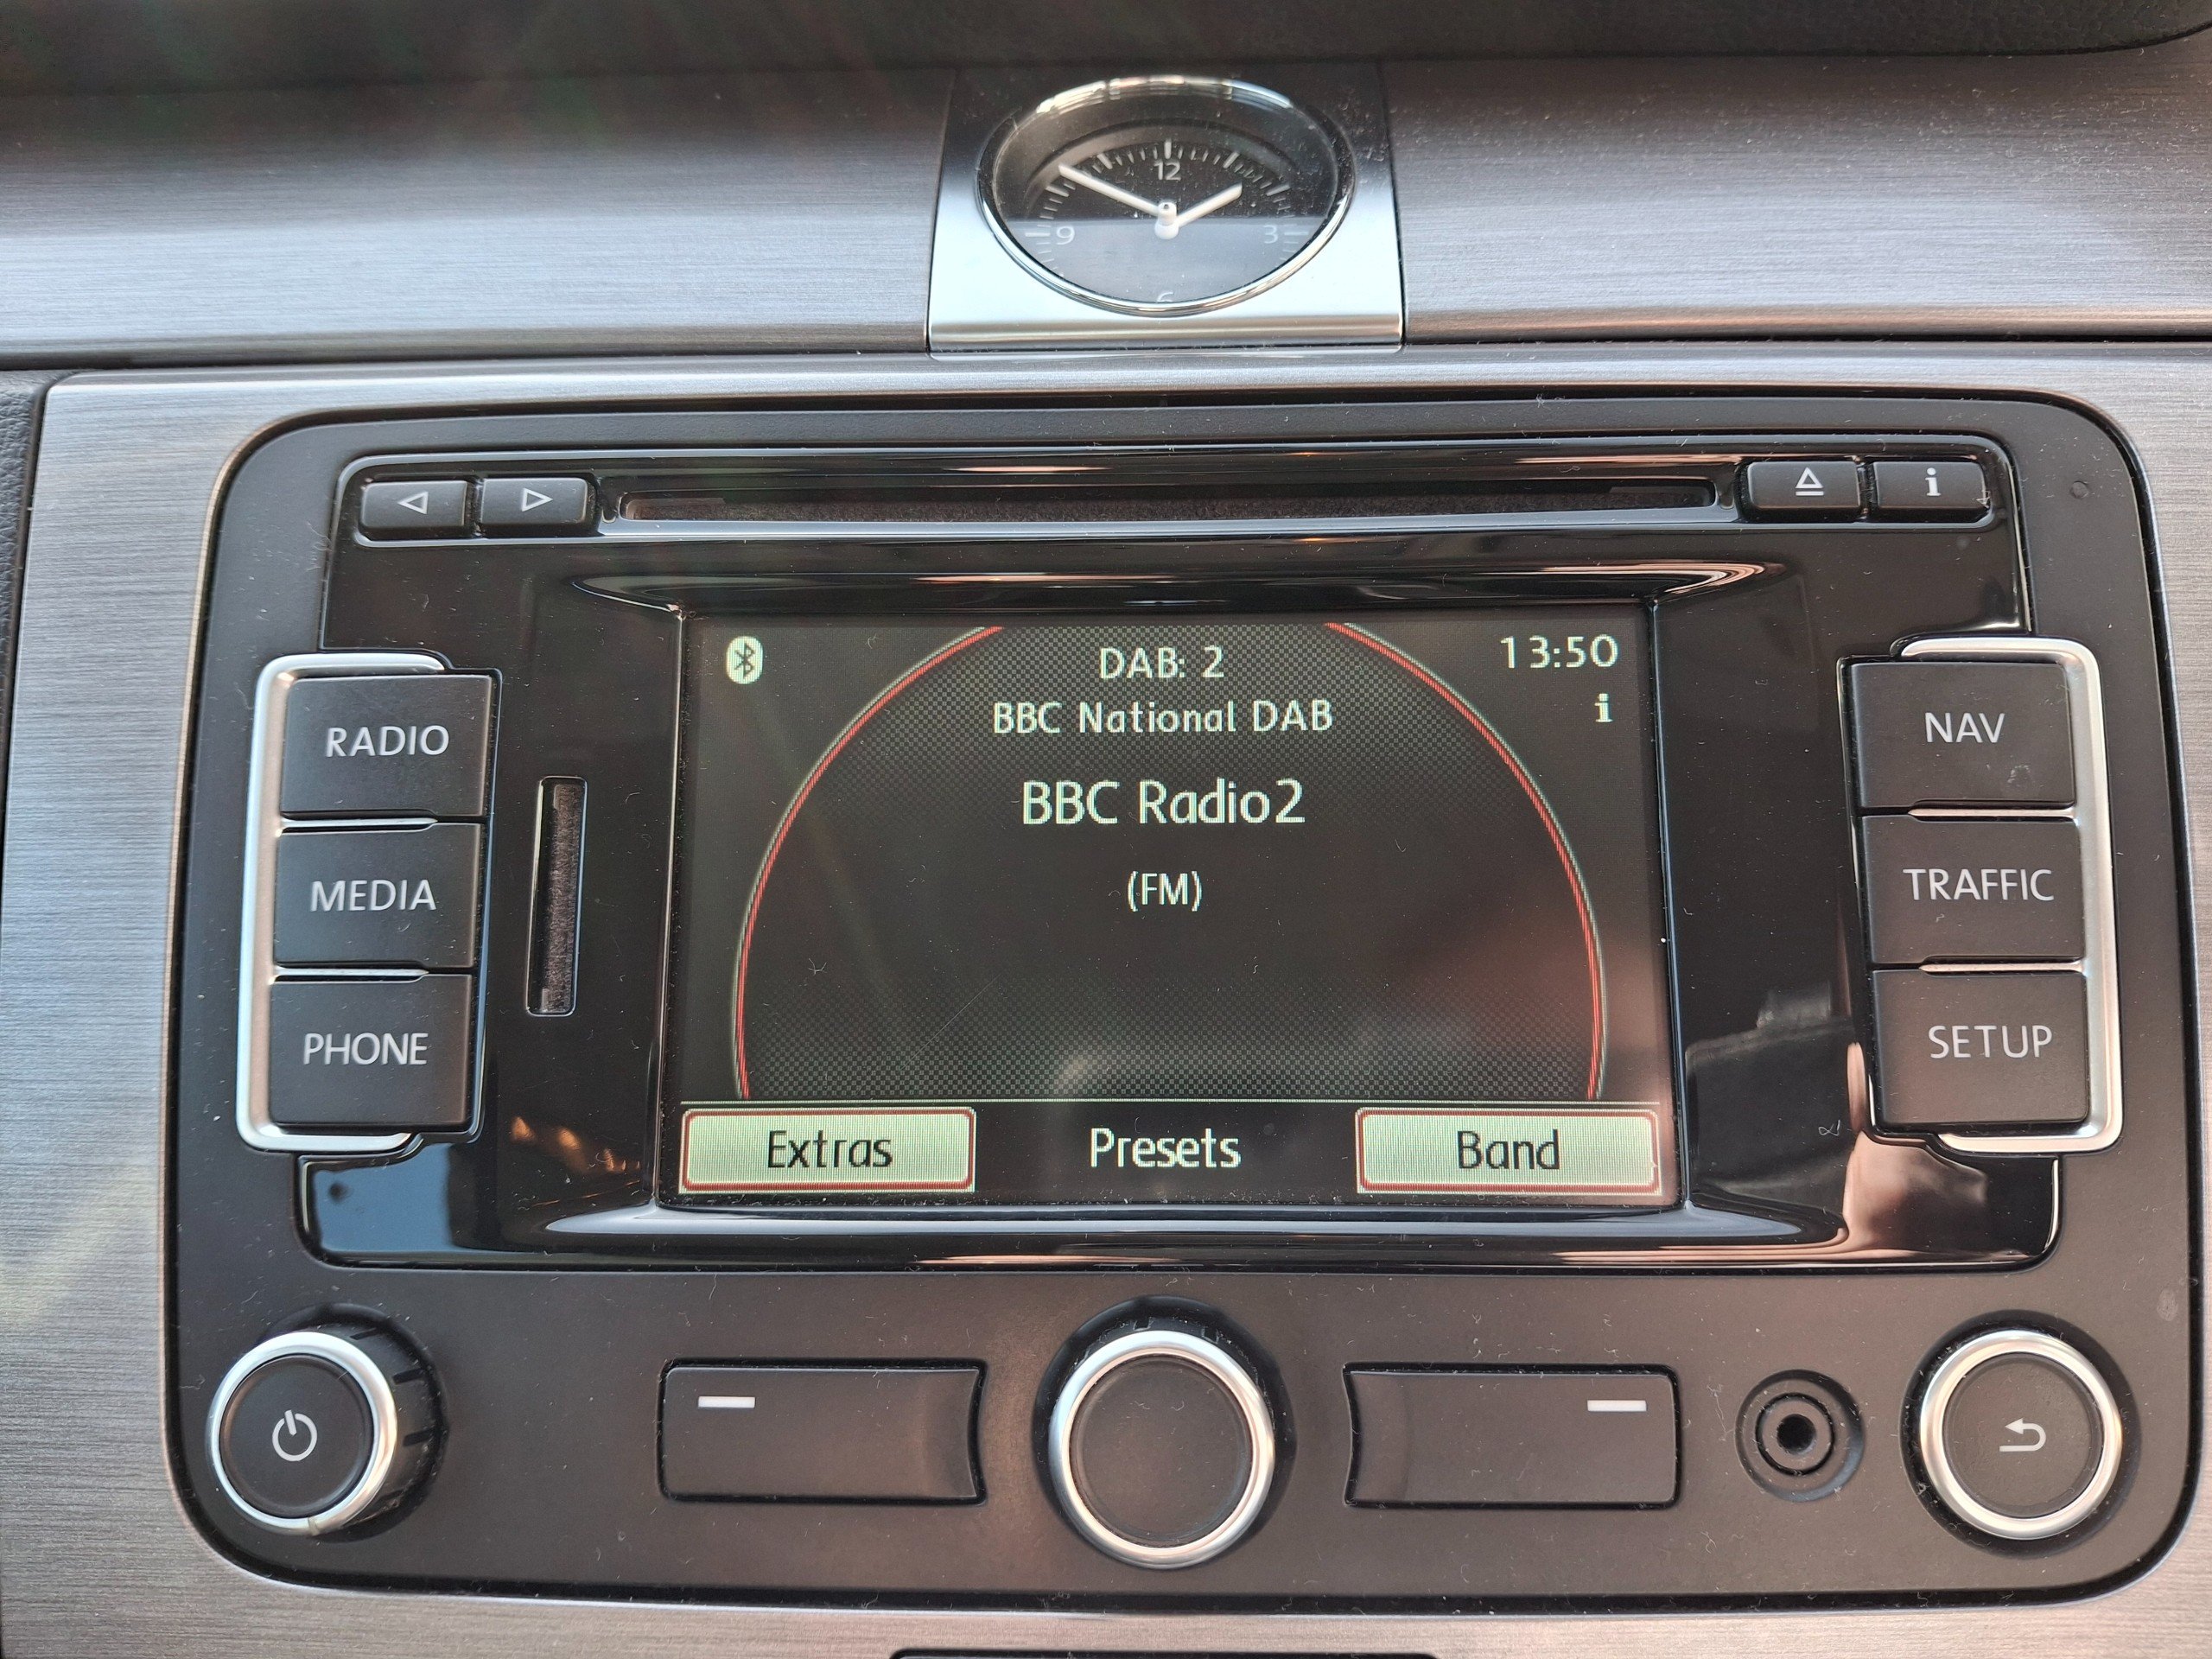 12
9
3
6
i
DAB: 2
13:50
BBC National DAB
i
BBC Radio2
(FM)
RADIO
MEDIA
PHONE
NAV
TRAFFIC
SETUP
Extras
Presets
Band